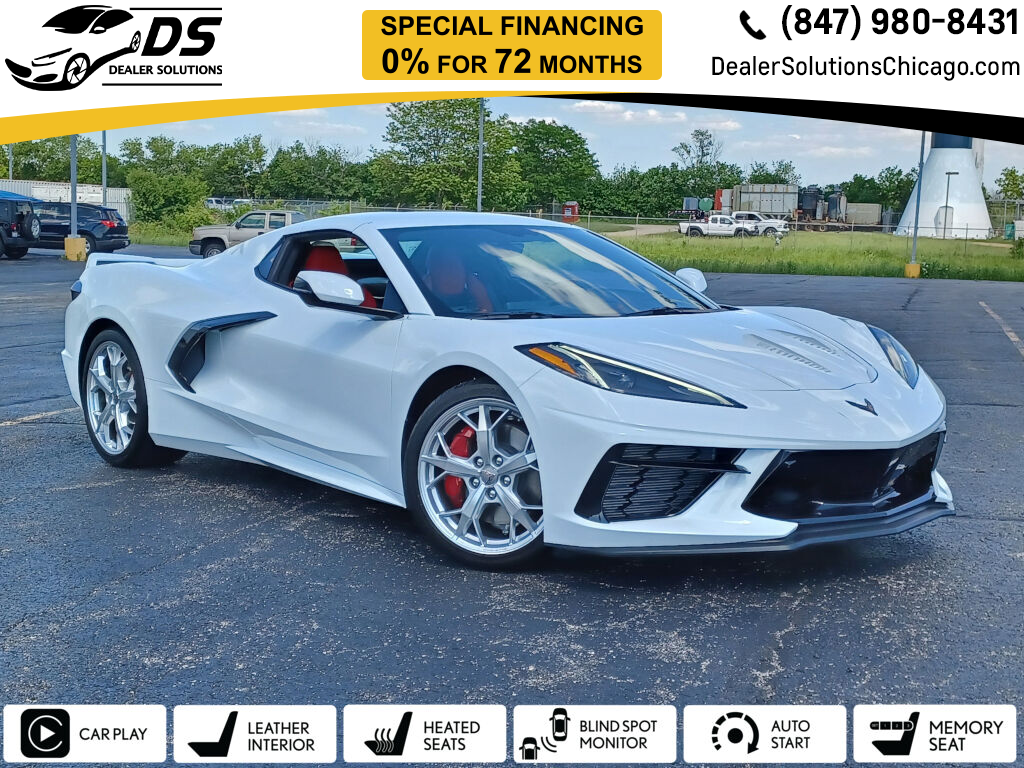 DS
DEALER SOLUTIONS
SPECIAL FINANCING
0% FOR 72 MONTHS
(847) 980-8431
DealerSolutionsChicago.com
CAR PLAY
LEATHER
INTERIOR
HEATED
SEATS
BLIND SPOT
MONITOR
AUTO
START
MEMORY
SEAT